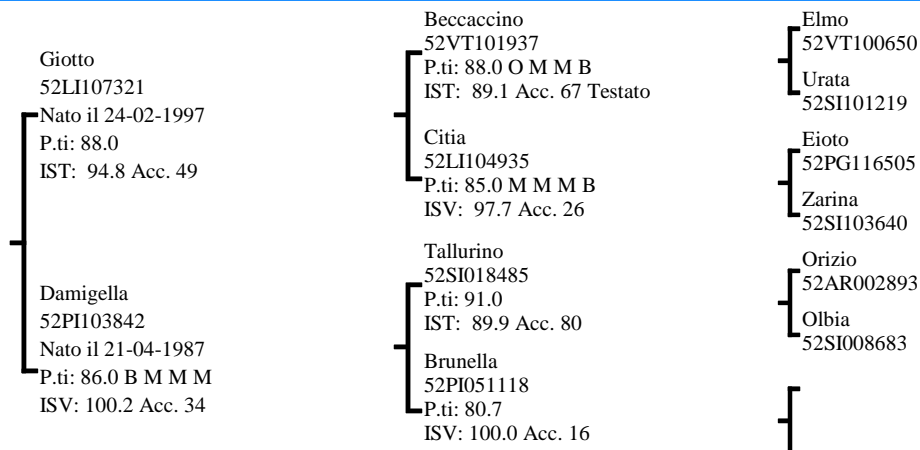 Giotto
52LI107321
Nato il 24-02-1997
P.ti: 88.0
IST: 94.8 Acc. 49
Damigella
52PI103842
Nato il 21-04-1987
P.ti: 86.0 B M M M
ISV: 100.2 Acc. 34
Beccaccino
52VT101937
P.ti: 88.0 O M M B
IST: 89.1 Acc. 67 Testato
Citia
52LI104935
P.ti: 85.0 M M M B
ISV: 97.7 Acc. 26
Tallurino
52SI018485
P.ti: 91.0
IST: 89.9 Acc. 80
Brunella
52PI051118
P.ti: 80.7
ISV: 100.0 Acc. 16
Elmo
52VT100650
Urata
52SI101219
Eioto
52PG116505
Zarina
52SI103640
Orizio
52AR002893
Olbia
52SI008683